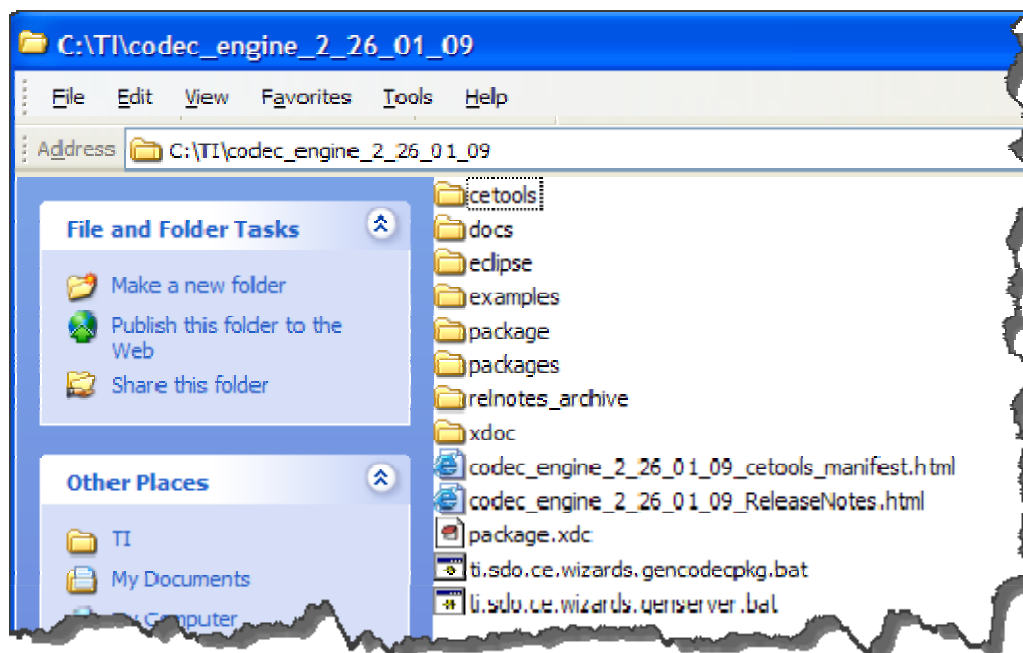 C:\TI\codec_engine_2_26_01_09
File Edit View Favorites Tools Help
Address C:\TI\codec_engine_2_26_01_09
File and Folder Tasks
Make a new folder
Publish this folder to the
Web
Share this folder
Other Places
TI
My Documents
My Computer
cetools
docs
eclipse
examples
package
packages
relnotes_archive
xdoc
codec_engine_2_26_01_09_cetools_manifest.html
codec_engine_2_26_01_09_ReleaseNotes.html
package.xdc
ti.sdo.ce.wizards.gencodecpkg.bat
ti.sdo.ce.wizards.genserver.bat